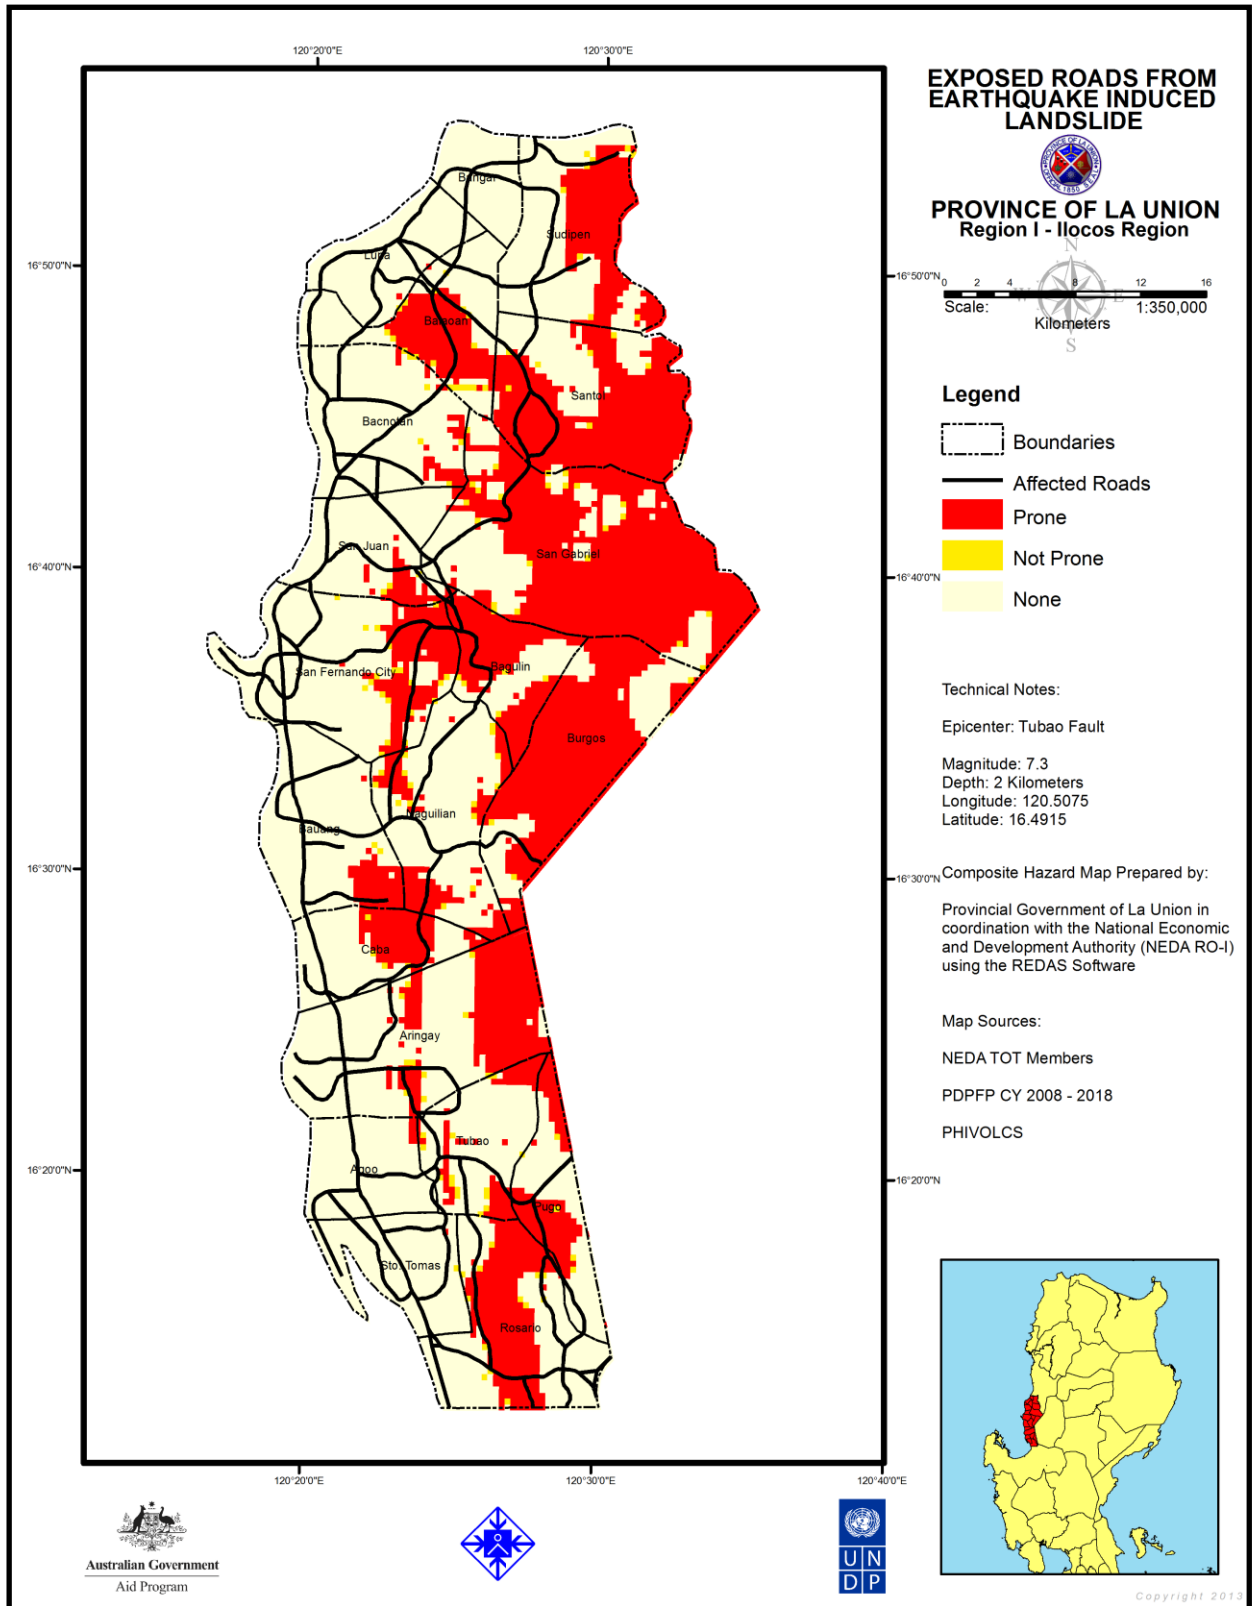 120°20'0"E
120°30'0"E
EXPOSED ROADS FROM
EARTHQUAKE INDUCED
LANDSLIDE
PROVINCE OF LA UNION
OFFICIAL SEAL
1850
PROVINCE OF LA UNION
Region I - Ilocos Region
N
E
S
0 2 4 8 12 16
Scale:
1:350,000
Kilometers
Legend
Boundaries
Affected Roads
Prone
Not Prone
None
Technical Notes:
Epicenter: Tubao Fault
Magnitude: 7.3
Depth: 2 Kilometers
Longitude: 120.5075
Latitude: 16.4915
Composite Hazard Map Prepared by:
Provincial Government of La Union in
coordination with the National Economic
and Development Authority (NEDA RO-I)
using the REDAS Software
Map Sources:
NEDA TOT Members
PDPFP CY 2008 - 2018
PHIVOLCS
Bangar
Sudipen
Luna
16°50'0"N
16°50'0"N
Balaoan
Santol
Bacnotan
San Juan
San Gabriel
16°40'0"N
16°40'0"N
San Fernando City
Bagulin
Burgos
Naguilian
Bauang
16°30'0"N
16°30'0"N
Caba
Aringay
Tubao
Agoo
16°20'0"N
16°20'0"N
Pugo
Sto. Tomas
Rosario
120°20'0"E
120°30'0"E
120°40'0"E
Australian Government
Aid Program
U N
D P
Copyright 2013